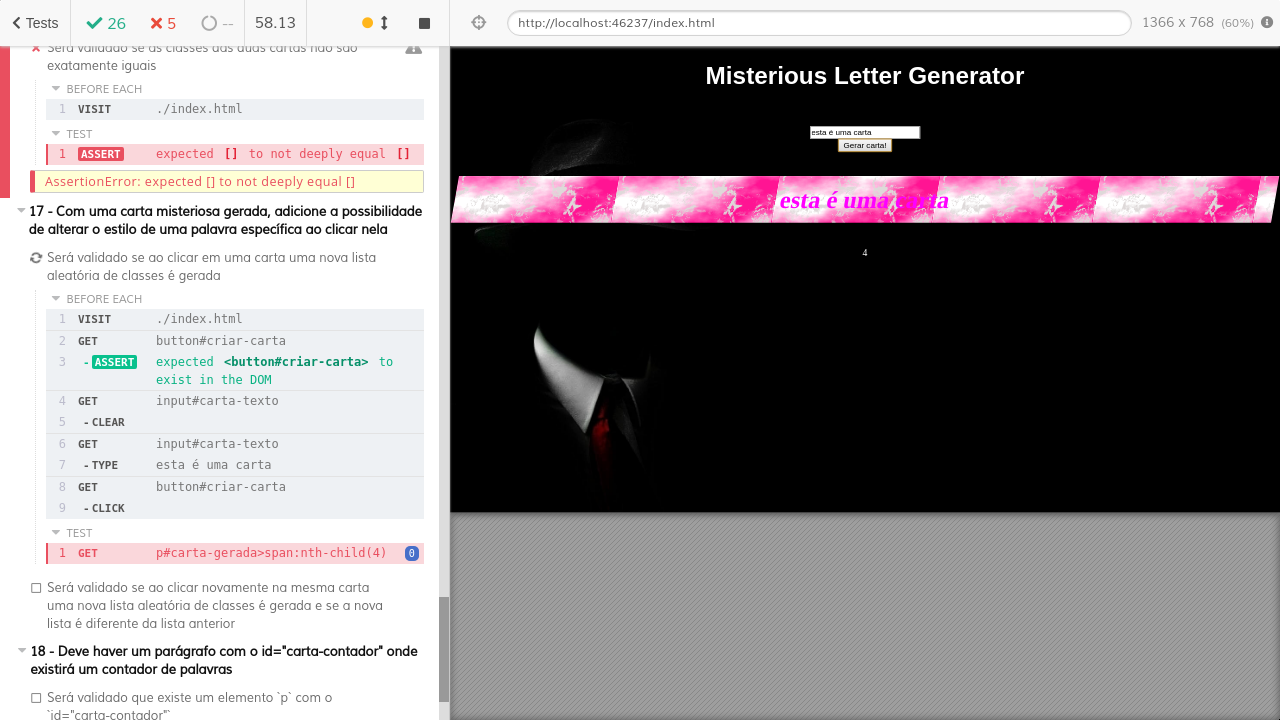 Tests
26
5
--
58.13
http://localhost:46237/index.html
1366 x 768 (60%)
Será validado se as classes das duas cartas não são
exatamente iguais
BEFORE EACH
1 VISIT ./index.html
TEST
1 ASSERT expected [] to not deeply equal []
AssertionError: expected [] to not deeply equal []
17 - Com uma carta misteriosa gerada, adicione a possibilidade
de alterar o estilo de uma palavra específica ao clicar nela
Será validado se ao clicar em uma carta uma nova lista
aleatória de classes é gerada
BEFORE EACH
1 VISIT ./index.html
2 GET button#criar-carta
3 -ASSERT expected <button#criar-carta> to
exist in the DOM
4 GET input#carta-texto
5 -CLEAR
6 GET input#carta-texto
7 -TYPE esta é uma carta
8 GET button#criar-carta
9 -CLICK
TEST
1 GET p#carta-gerada>span:nth-child(4) 0
Será validado se ao clicar novamente na mesma carta
uma nova lista aleatória de classes é gerada e se a nova
lista é diferente da lista anterior
18 - Deve haver um parágrafo com o id="carta-contador" onde
existirá um contador de palavras
Será validado que existe um elemento `p` com o
`id="carta-contador"`
Misterious Letter Generator
esta é uma carta
Gerar carta!
esta é uma carta
4